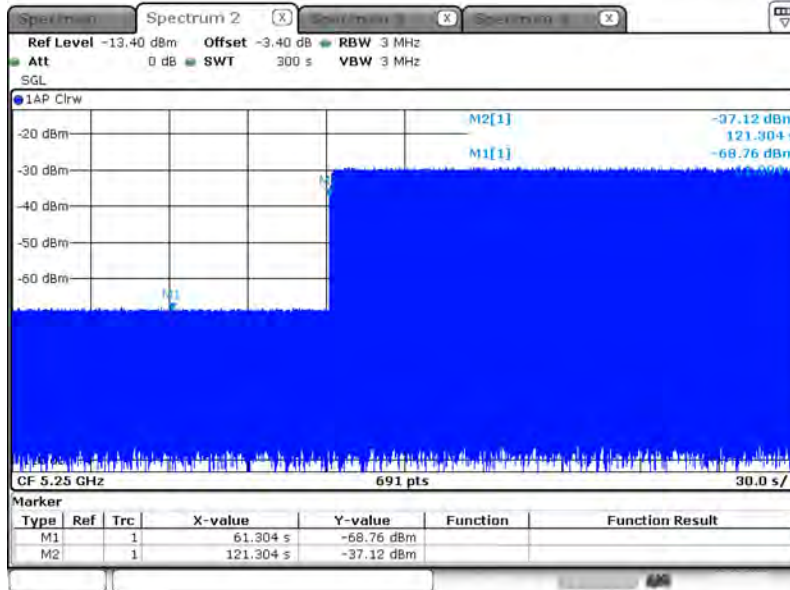 Spectrum 2
Ref Level -13.40 dBm Offset -3.40 dB RBW 3 MHz
Att 0 dB SWT 300 s VBW 3 MHz
SGL
1AP Clrw
M2[1] -37.12 dBm
121.304 s
M1[1] -68.76 dBm
-20 dBm
-30 dBm
-40 dBm
-50 dBm
-60 dBm
M1
CF 5.25 GHz 691 pts 30.0 s/
Marker
Type Ref Trc X-value Y-value Function Function Result
M1 1 61.304 s -68.76 dBm
M2 1 121.304 s -37.12 dBm